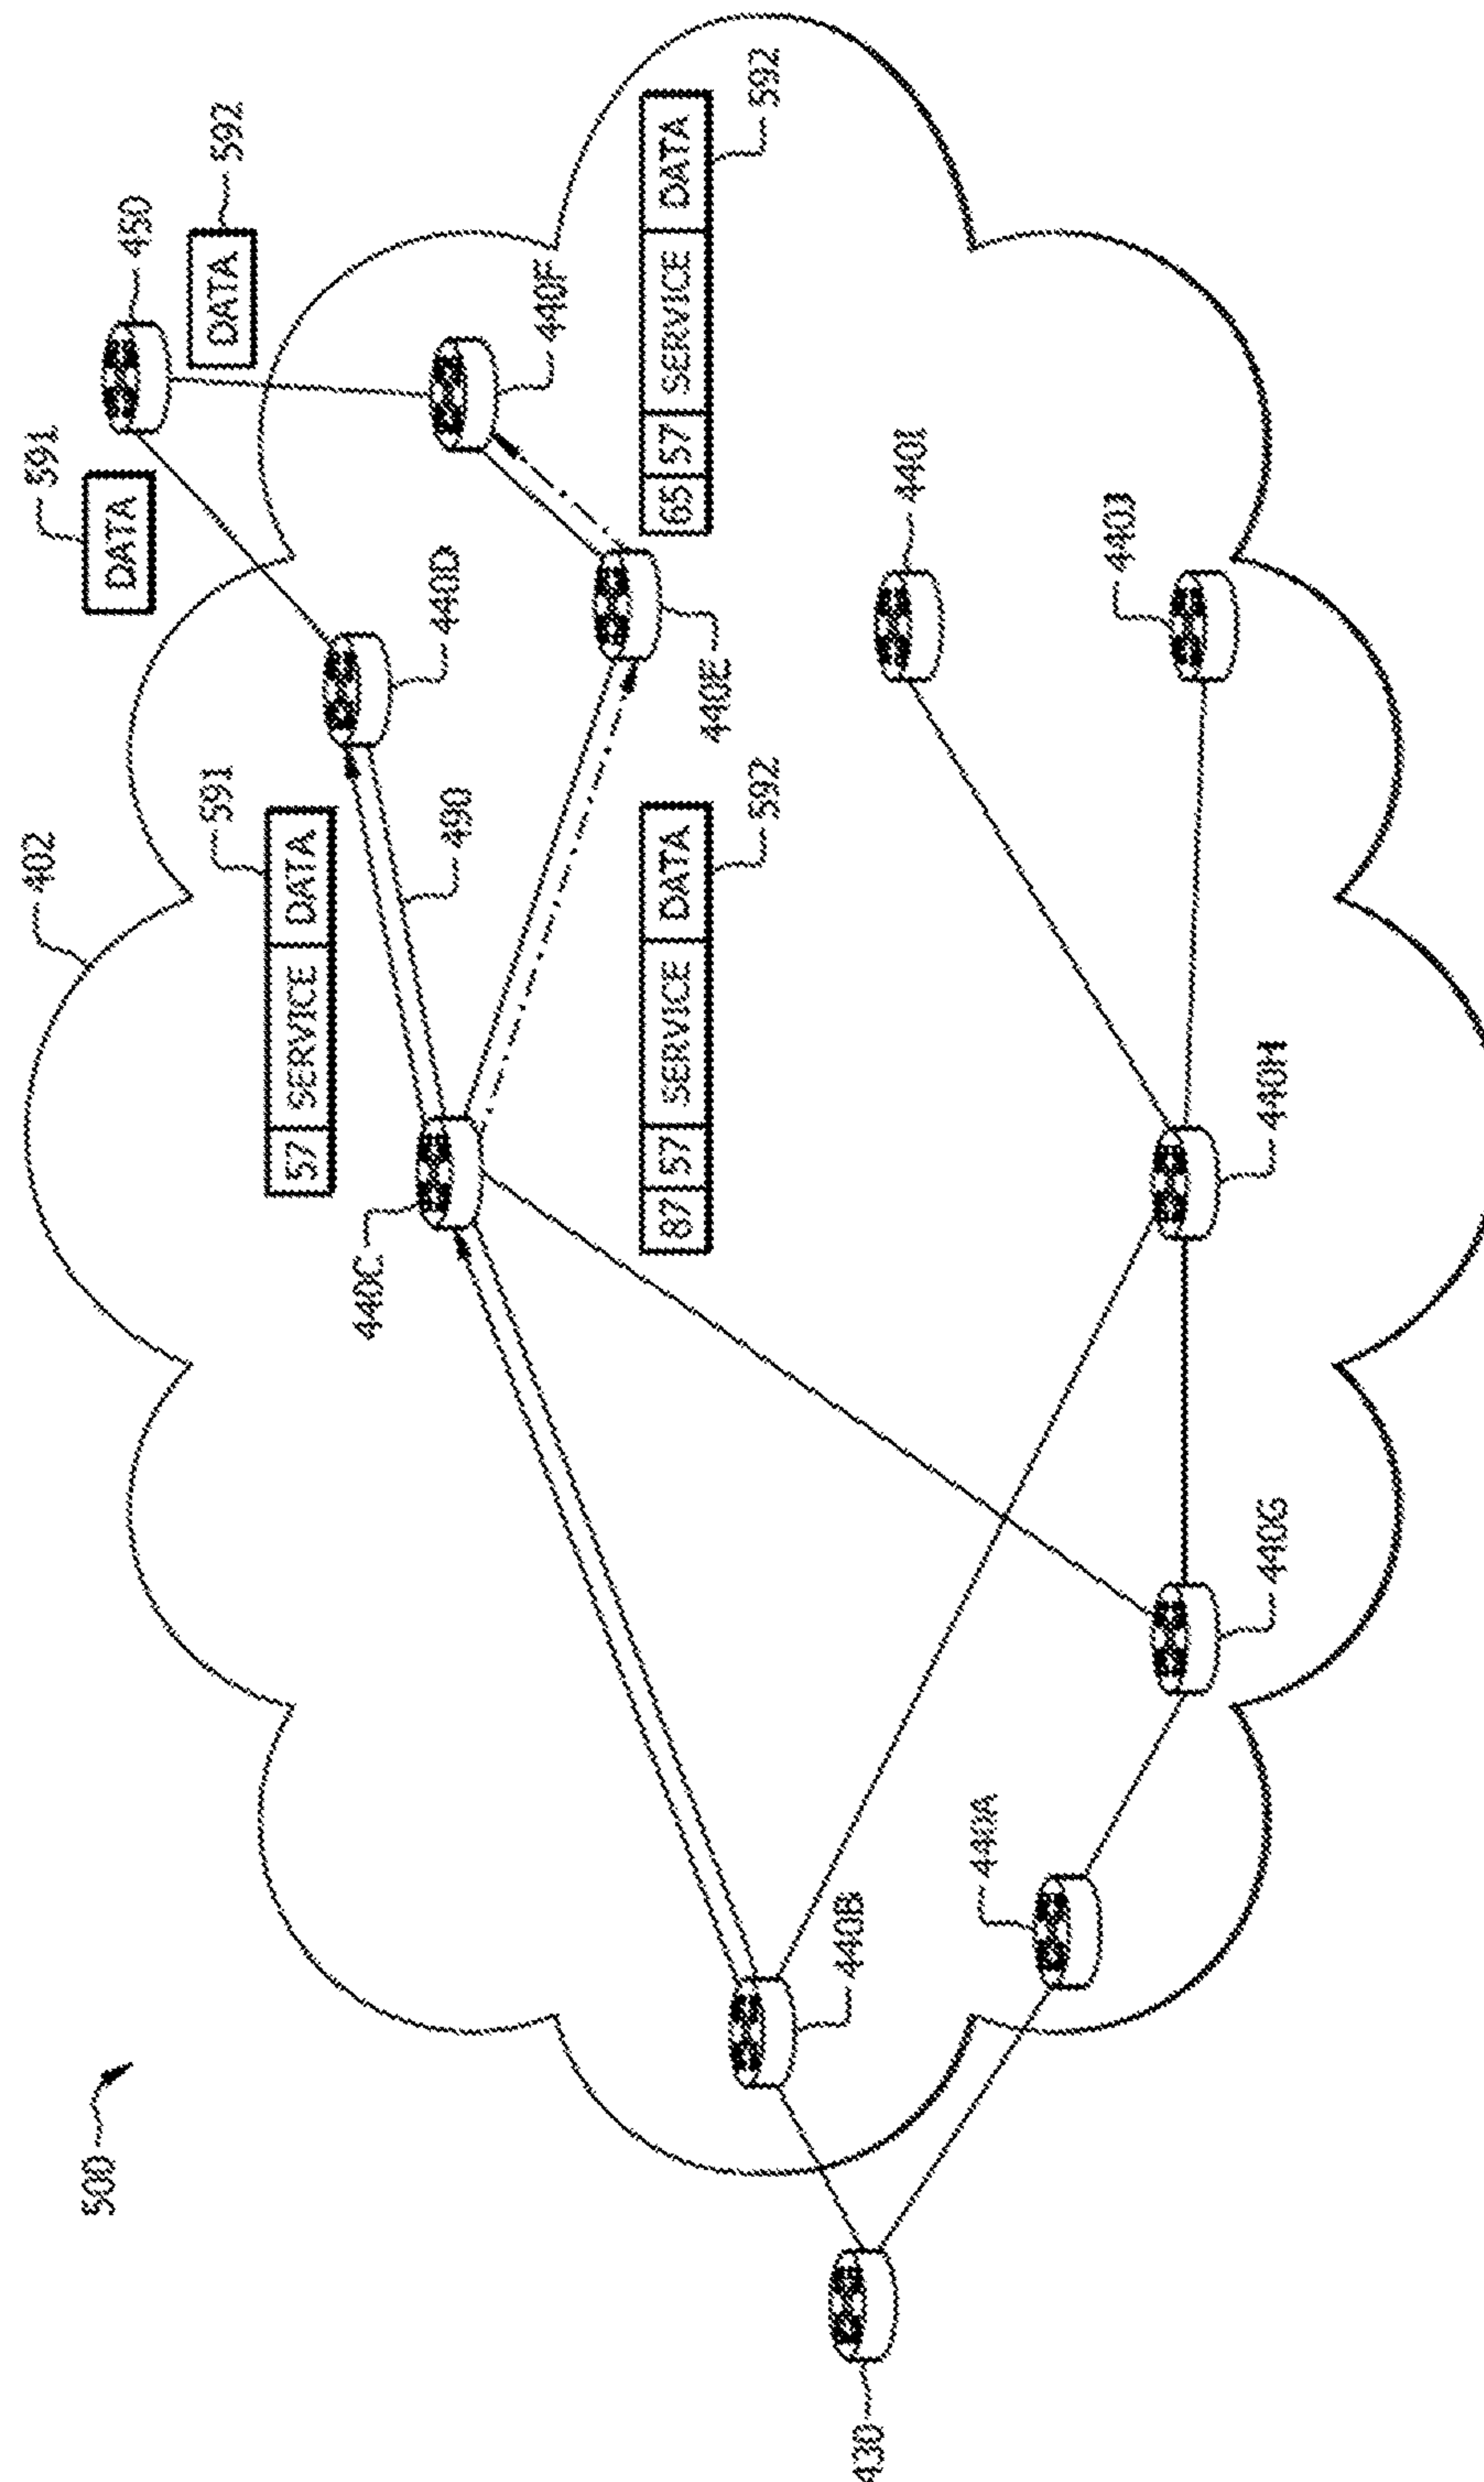 500
402
591
DATA
450
592
DATA
591
57 SERVICE DATA
440D
440F
440C
490
65 57 SERVICE DATA
592
440E
87 57 SERVICE DATA
592
440I
440B
440J
430
440A
440G
440H